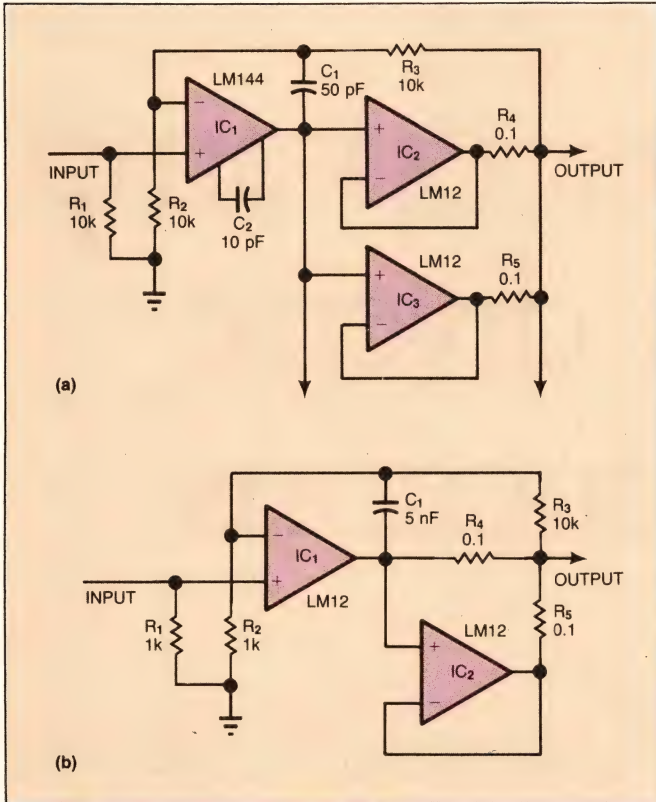 LM144
IC1
C1
50 pF
R3
10k
R4
0.1
IC2
LM12
OUTPUT
INPUT
R1
10k
R2
10k
C2
10 pF
LM12
IC3
R5
0.1
(a)
C1
5 nF
R3
10k
R4
0.1
IC1
LM12
OUTPUT
INPUT
R1
1k
R2
1k
LM12
IC2
R5
0.1
(b)